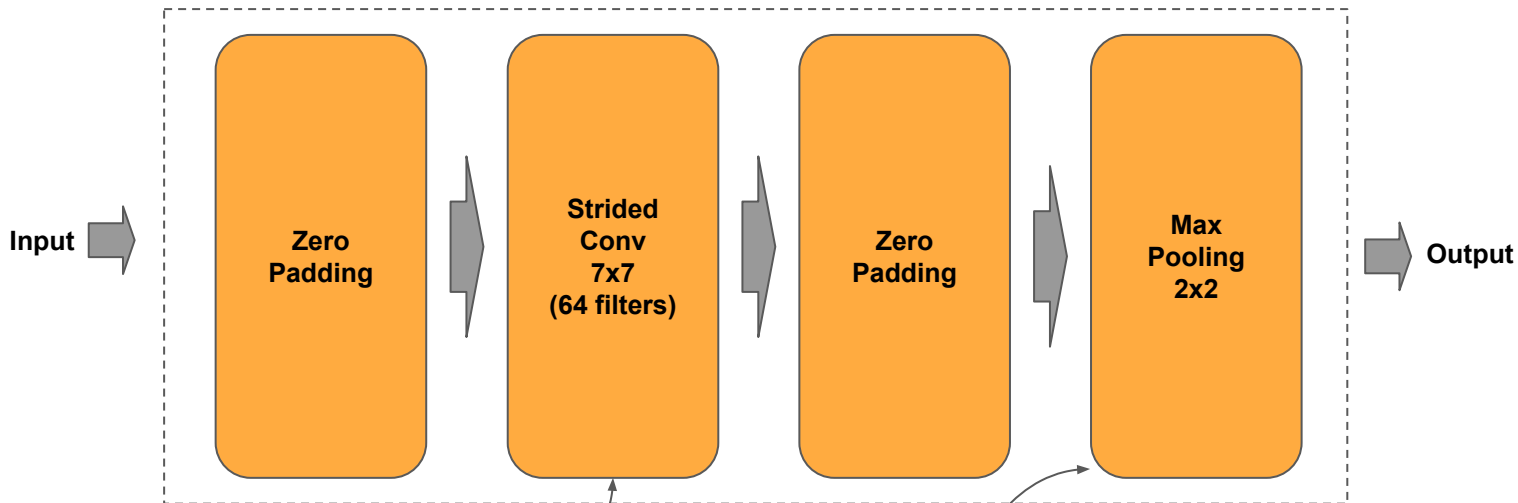 Input
Zero
Padding
Strided
Conv
7x7
(64 filters)
Zero
Padding
Max
Pooling
2x2
Output